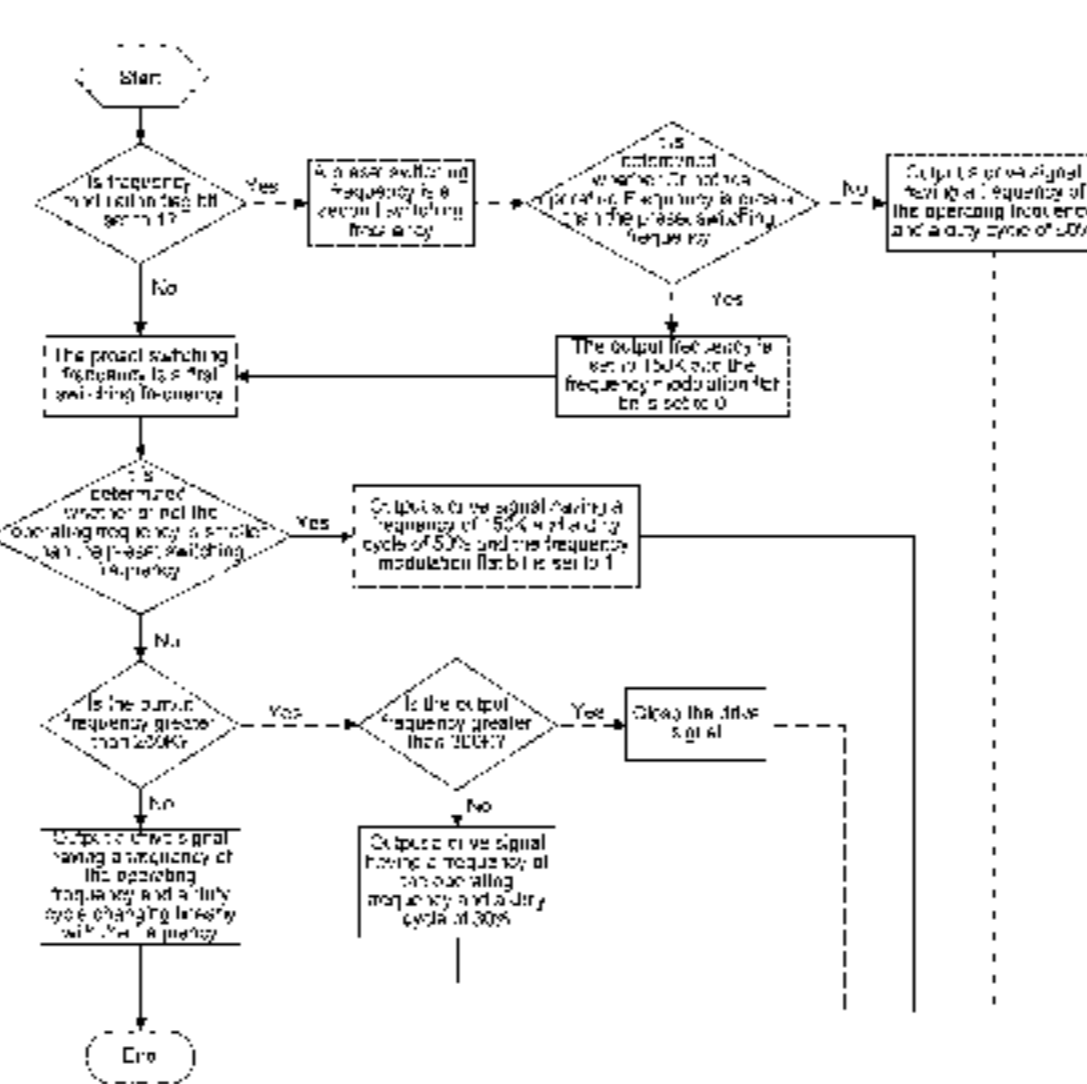 Start
Is frequency
modulation flag bit
set to 1?
Yes
A preset switching
frequency is a
second switching
frequency
It is
determined
whether or not the
operating Frequency is greater
than the preset switching
frequency
No
Output a drive signal
having a frequency of
the operating frequency
and a duty cycle of 50%
No
Yes
The preset switching
frequency is a first
switching frequency
The output frequency is
set to 150K and the
frequency modulation flat
bit is set to 0
It is
determined
whether or not the
operating frequency is smaller
than the preset switching
frequency
Yes
Output a drive signal having a
frequency of 150K and a duty
cycle of 50% and the frequency
modulation flat bit is set to 1
No
Is the output
frequency greater
than 250K?
Yes
Is the output
frequency greater
than 300K?
Yes
Close the drive
signal
No
No
Output a drive signal
having a frequency of
the operating
frequency and a duty
cycle changing linearly
with the frequency
Output a drive signal
having a frequency of
the operating
frequency and a duty
cycle of 30%
End